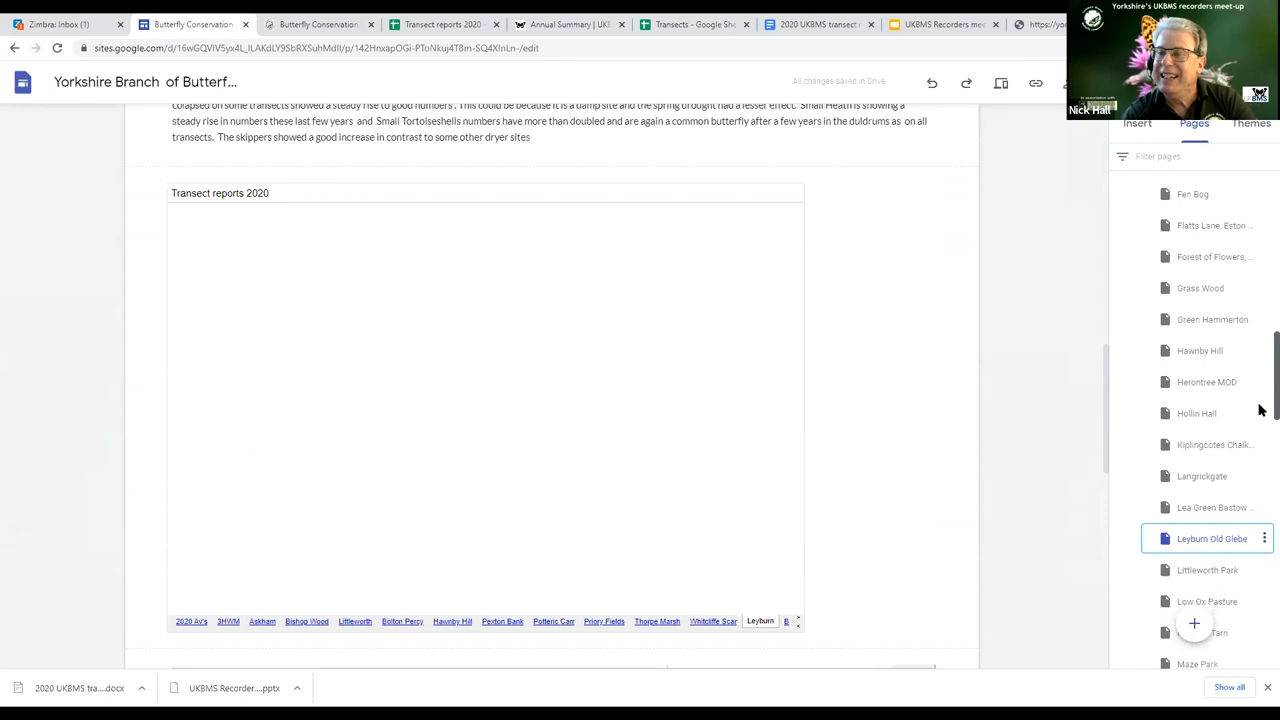 Zimbra: Inbox (1)
Butterfly Conservation
Butterfly Conservation
Transect reports 2020
Annual Summary | UK
Transects - Google She
2020 UKBMS transect r
UKBMS Recorders meet
https://yo
Yorkshire's UKBMS recorders meet-up
sites.google.com/d/16wGQVIV5yx4L_ILAKdLY9SbRXSuhMdII/p/142HnxapOGi-PToNkuj4T8m-SQ4XInLn-/edit
Yorkshire Branch of Butterf...
All changes saved in Drive
UKBMS
Nick Hall
Insert
Pages
Themes
colapsed on some transects showed a steady rise to good numbers . This could be because it is a damp site and the spring brought had a lesser effect. Small Heath is showing a
steady rise in numbers these last few years and Small Tortolseshells numbers have more than doubled and are again a common butterfly after a few years in the duldrums as on all
transects. The skippers showed a good increase in contrast to some other dryer sites
Filter pages
Transect reports 2020
Fen Bog
Flatts Lane, Eston ...
Forest of Flowers,...
Grass Wood
Green Hammerton
Hawnby Hill
Herontree MOD
Hollin Hall
Kiplingcotes Chalk...
Langrickgate
Lea Green Bastow ...
Leyburn Old Glebe
Littleworth Park
Low Ox Pasture
Tarn
Maze Park
2020 Av's
3HWM
Askham
Bishop Wood
Littleworth
Bolton Percy
Hawnby Hill
Pexton Bank
Potteric Carr
Priory Fields
Thorpe Marsh
Whitcliffe Scar
Leyburn
B
2020 UKBMS tra....docx
UKBMS Recorder....pptx
Show all